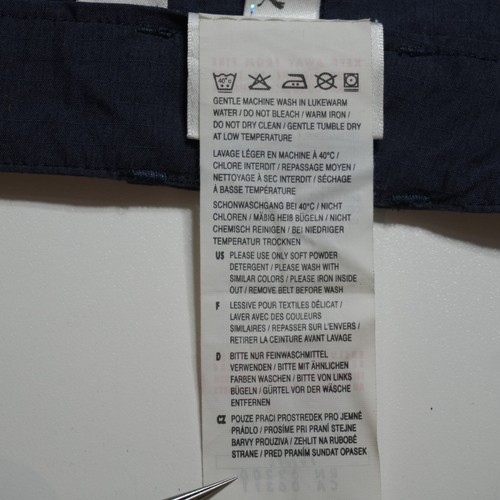 40°c
GENTLE MACHINE WASH IN LUKEWARM
WATER / DO NOT BLEACH / WARM IRON /
DO NOT DRY CLEAN / GENTLE TUMBLE DRY
AT LOW TEMPERATURE
LAVAGE LÉGER EN MACHINE À 40°C /
CHLORE INTERDIT / REPASSAGE MOYEN /
NETTOYAGE À SEC INTERDIT / SÉCHAGE
À BASSE TEMPÉRATURE
SCHONWASCHGANG BEI 40°C / NICHT
CHLOREN / MÄßIG HEIß BÜGELN / NICHT
CHEMISCH REINIGEN / BEI NIEDRIGER
TEMPERATUR TROCKNEN
US PLEASE USE ONLY SOFT POWDER
DETERGENT / PLEASE WASH WITH
SIMILAR COLORS / PLEASE IRON INSIDE
OUT / REMOVE BELT BEFORE WASH
F LESSIVE POUR TEXTILES DÉLICAT /
LAVER AVEC DES COULEURS
SIMILAIRES / REPASSER SUR L'ENVERS /
RETIRER LA CEINTURE AVANT LAVAGE
D BITTE NUR FEINWASCHMITTEL
VERWENDEN / BITTE MIT ÄHNLICHEN
FARBEN WASCHEN / BITTE VON LINKS
BÜGELN / GÜRTEL VOR DER WÄSCHE
ENTFERNEN
CZ POUZE PRACI PROSTREDEK PRO JEMNÉ
PRÁDLO / PROSÍME PRI PRANÍ STEJNE
BARVY PROUZIVA / ZEHLIT NA RUBOBÉ
STRANE / PRED PRANÍM SUNDAT OPASEK